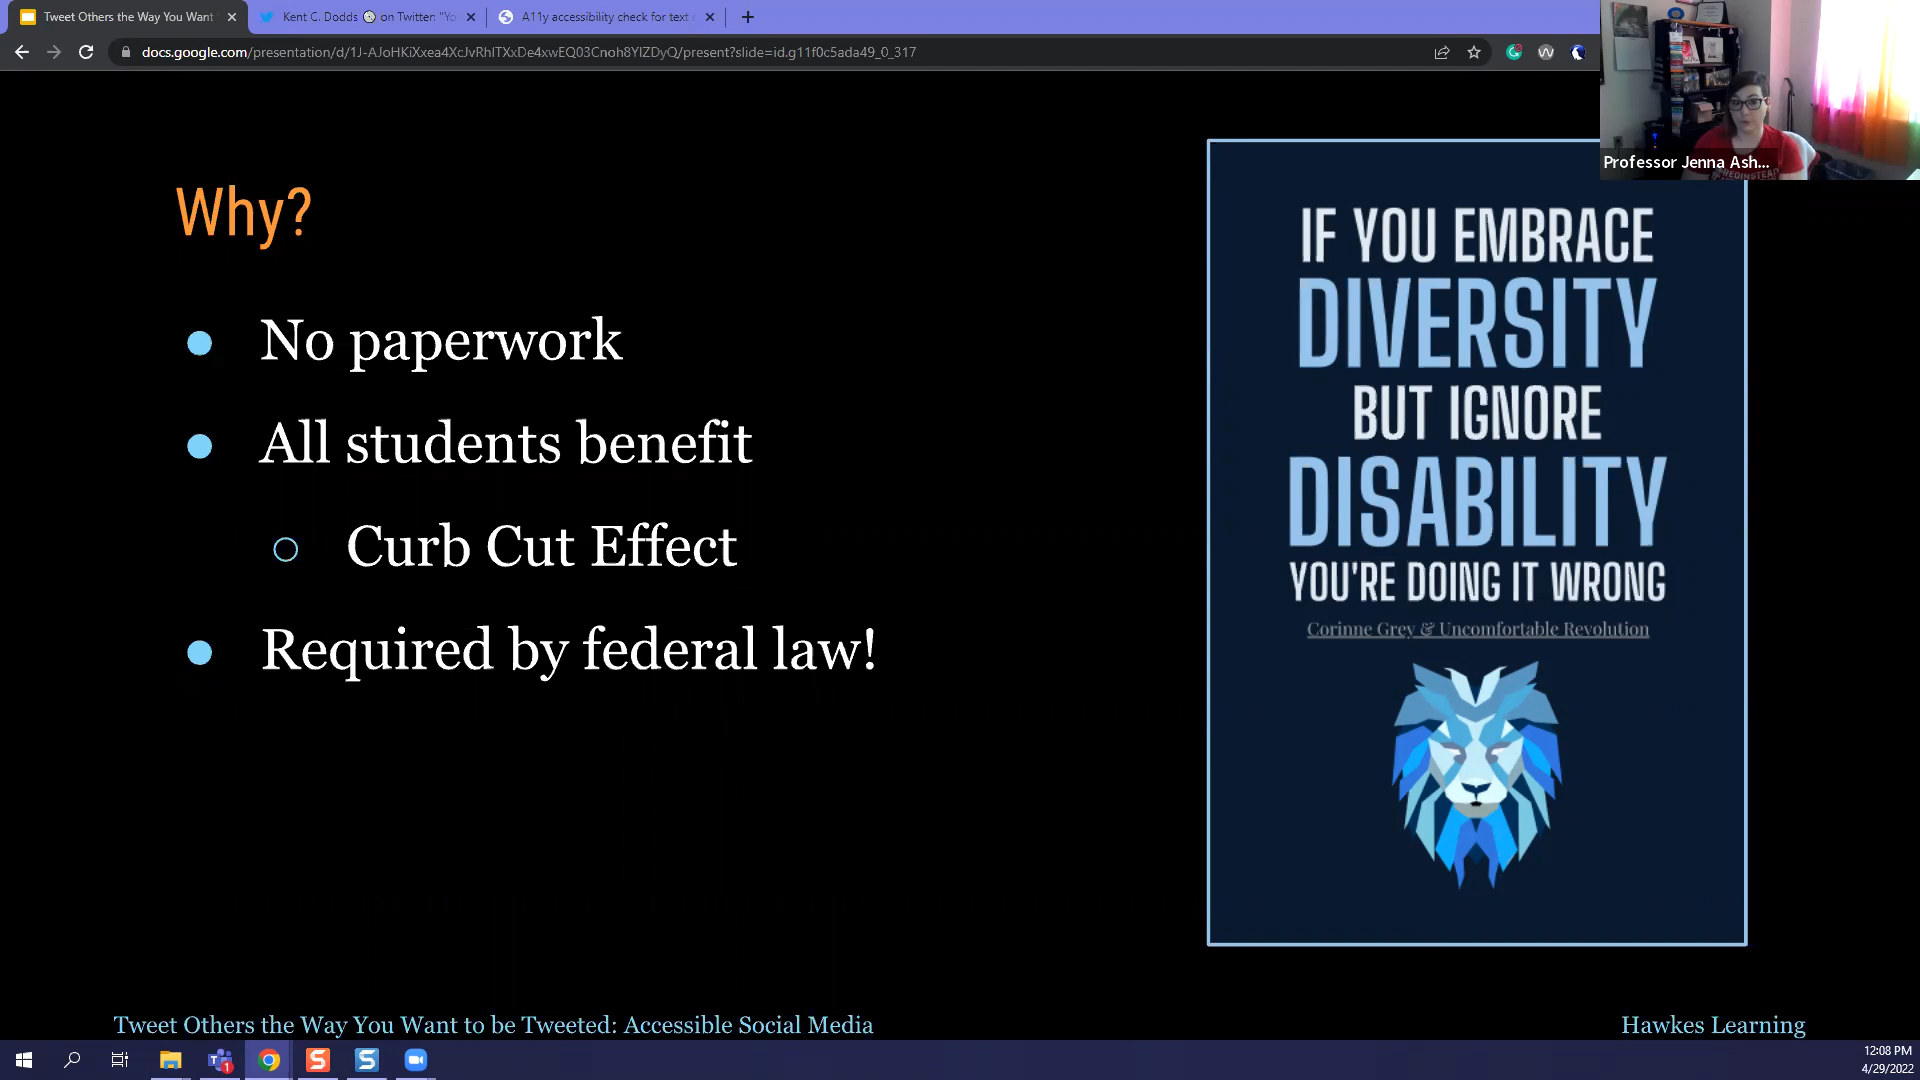 Tweet Others the Way You Want
Kent C. Dodds on Twitter: "Yo
A11y accessibility check for text
docs.google.com/presentation/d/1J-AJoHKiXxea4XcJvRhlTXxDe4xwEQ03Cnoh8YlZDyQ/present?slide=id.g11f0c5ada49_0_317
Professor Jenna Ash...
Why?
No paperwork
All students benefit
Curb Cut Effect
Required by federal law!
IF YOU EMBRACE
DIVERSITY
BUT IGNORE
DISABILITY
YOU'RE DOING IT WRONG
Corinne Grey & Uncomfortable Revolution
Tweet Others the Way You Want to be Tweeted: Accessible Social Media
Hawkes Learning
12:08 PM
4/29/2022